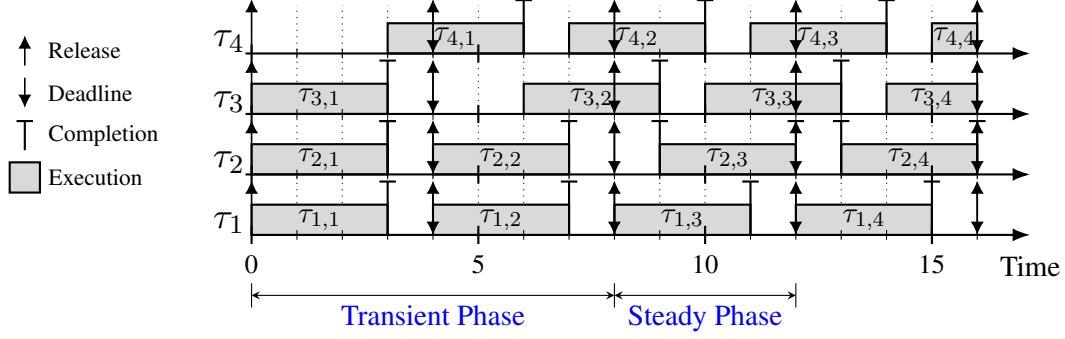 Release
Deadline
Completion
Execution
τ4 τ4,1 τ4,2 τ4,3 τ4,4
τ3 τ3,1 τ3,2 τ3,3 τ3,4
τ2 τ2,1 τ2,2 τ2,3 τ2,4
τ1 τ1,1 τ1,2 τ1,3 τ1,4
0 5 10 15 Time
Transient Phase Steady Phase